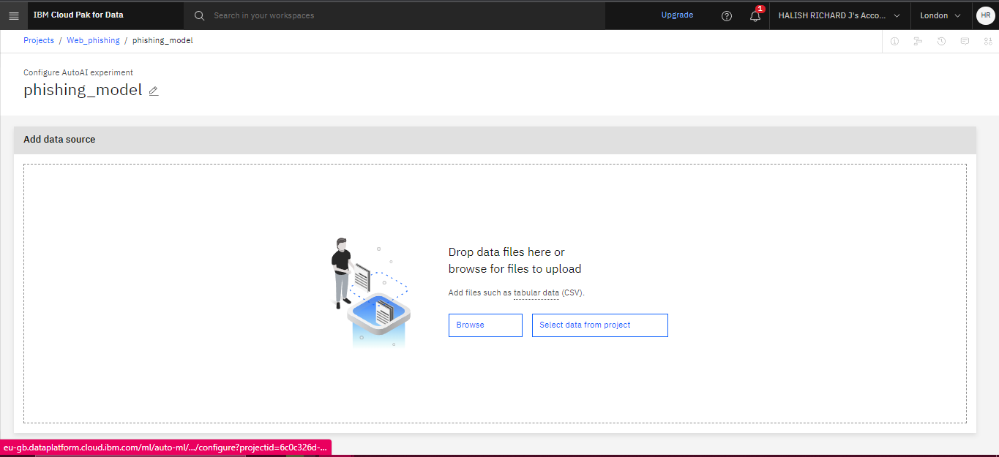 IBM Cloud Pak for Data
Search in your workspaces
Upgrade
1
HALISH RICHARD J's Acco...
London
HR
Projects / Web_phishing / phishing_model
Configure AutoAI experiment
phishing_model
Add data source
Drop data files here or
browse for files to upload
Add files such as tabular data (CSV).
Browse
Select data from project
eu-gb.dataplatform.cloud.ibm.com/ml/auto-ml/.../configure?projectid=6c0c326d-...